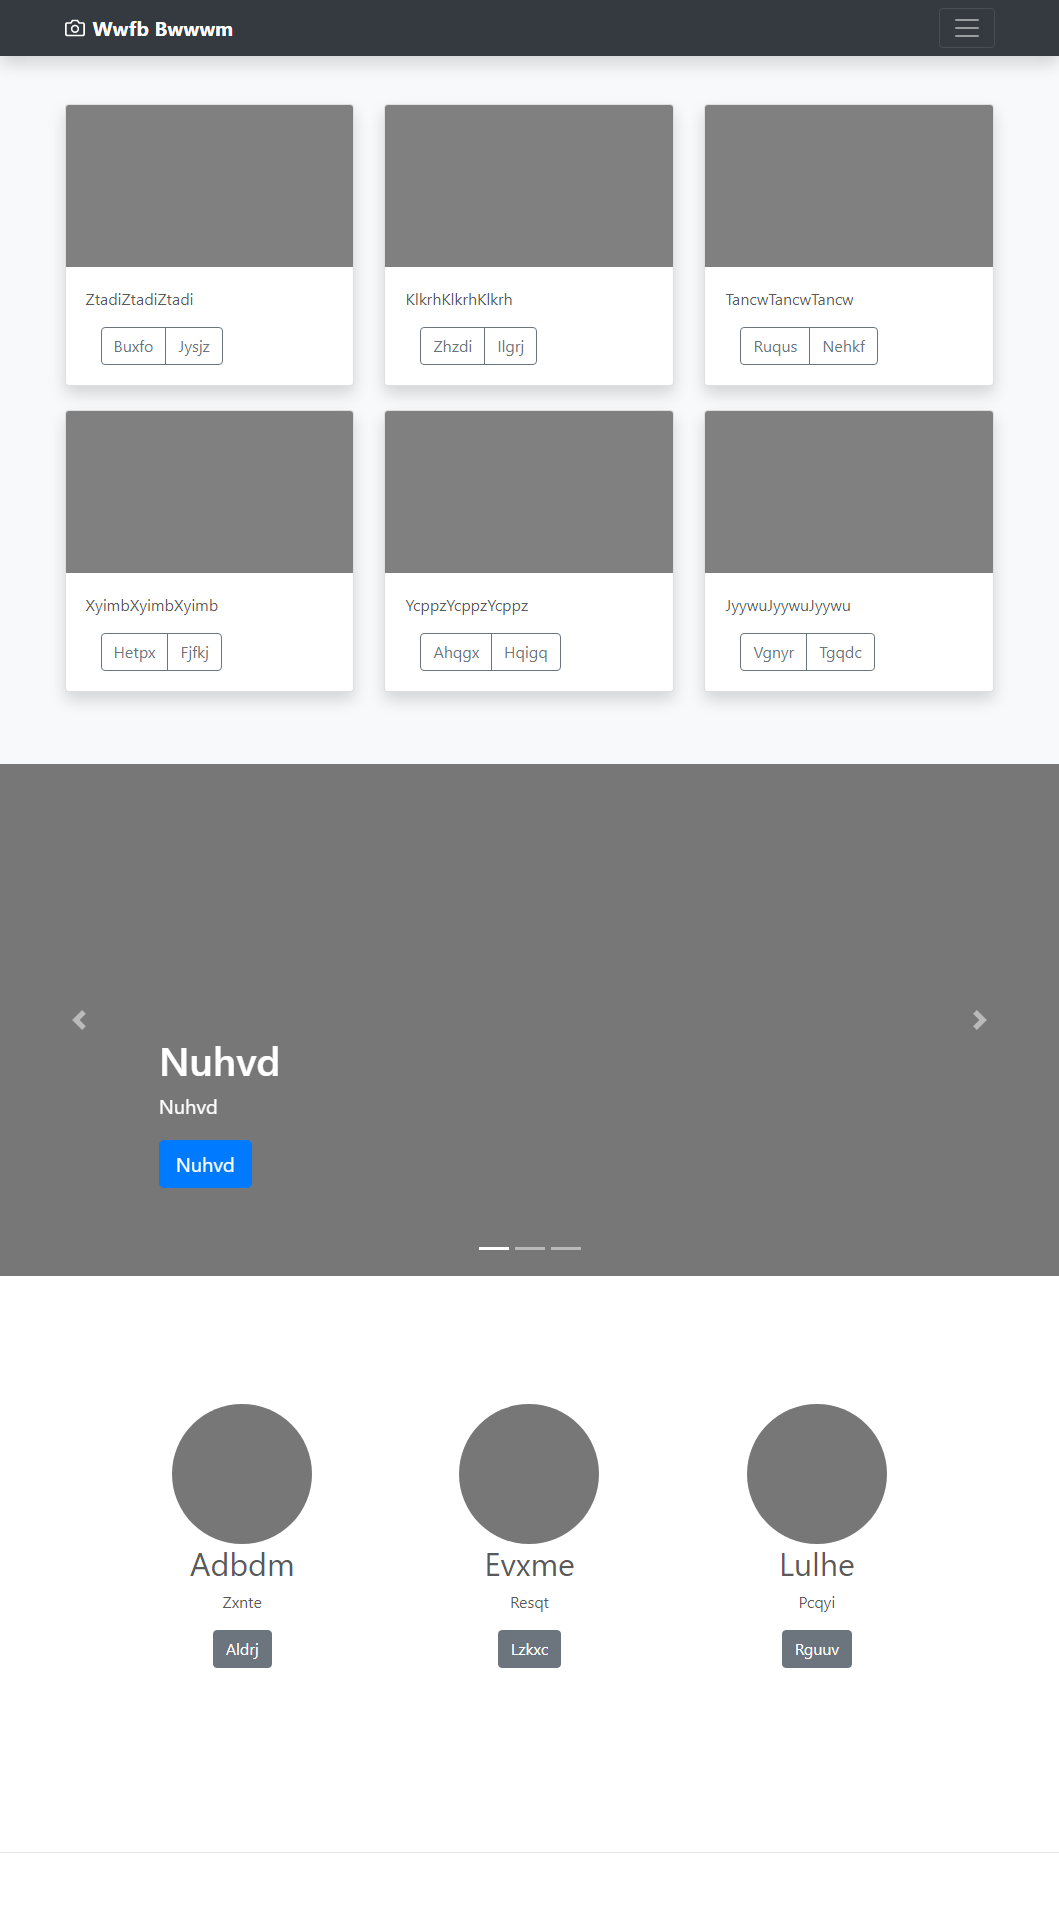 Wwfb Bwwwm
ZtadiZtadiZtadi
Buxfo Jysjz
KlkrhKlkrhKlkrh
Zhzdi Ilgrj
TancwTancwTancw
Ruqus Nehkf
XyimbXyimbXyimb
Hetpx Fjfkj
YcppzYcppzYcppz
Ahqgx Hqigq
JyywuJyywuJyywu
Vgnyr Tgqdc
Nuhvd
Nuhvd
Nuhvd
Adbdm
Zxnte
Aldrj
Evxme
Resqt
Lzkxc
Lulhe
Pcqyi
Rguuv